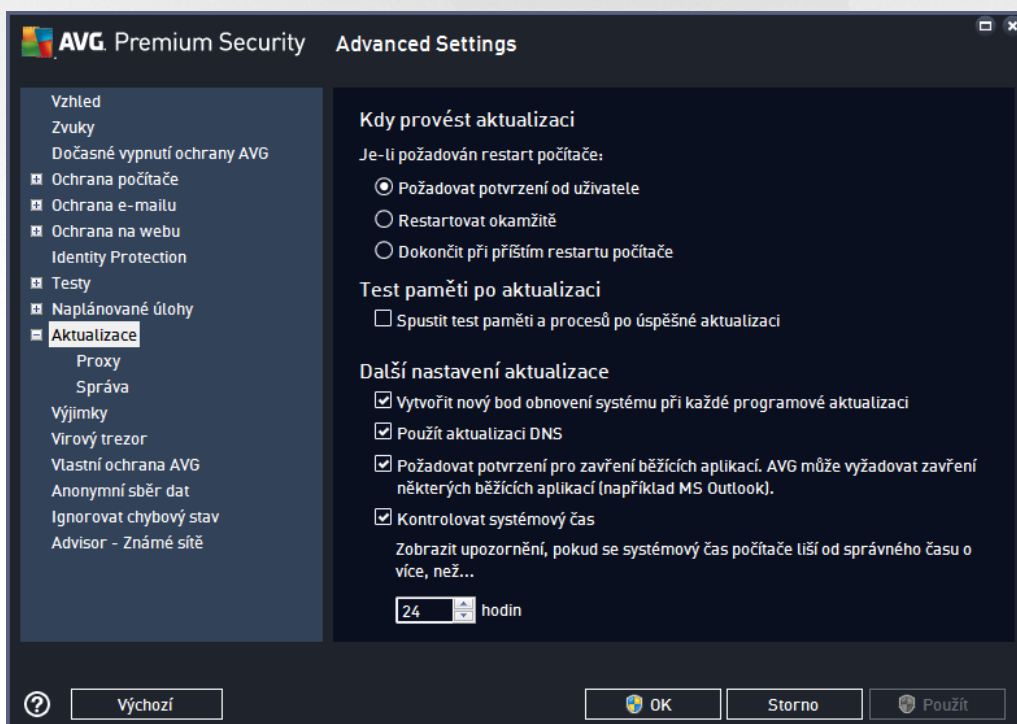 AVG. Premium Security
Advanced Settings
Vzhled
Zvuky
Dočasné vypnutí ochrany AVG
Ochrana počítače
Ochrana e-mailu
Ochrana na webu
Identity Protection
Testy
Naplánované úlohy
Aktualizace
Proxy
Správa
Výjimky
Virový trezor
Vlastní ochrana AVG
Anonymní sběr dat
Ignorovat chybový stav
Advisor - Známé sítě
Kdy provést aktualizaci
Je-li požadován restart počítače:
Požadovat potvrzení od uživatele
Restartovat okamžitě
Dokončit při příštím restartu počítače
Test paměti po aktualizaci
Spustit test paměti a procesů po úspěšné aktualizaci
Další nastavení aktualizace
Vytvořit nový bod obnovení systému při každé programové aktualizaci
Použít aktualizaci DNS
Požadovat potvrzení pro zavření běžících aplikací. AVG může vyžadovat zavření
některých běžících aplikací (například MS Outlook).
Kontrolovat systémový čas
Zobrazit upozornění, pokud se systémový čas počítače liší od správného času o
více, než...
24 hodin
? Výchozí
OK
Storno
Použít